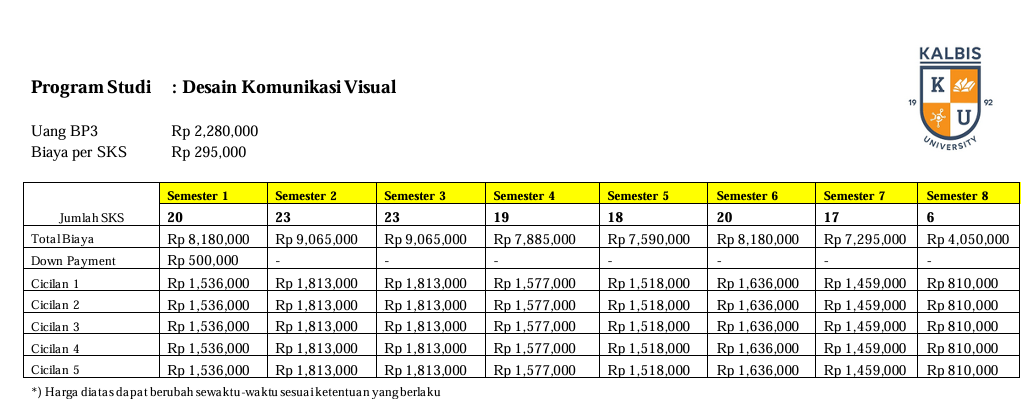 KALBIS
K
19 92
U
UNIVERSITY
Program Studi : Desain Komunikasi Visual
Uang BP3 Rp 2,280,000
Biaya per SKS Rp 295,000
Semester 1 Semester 2 Semester 3 Semester 4 Semester 5 Semester 6 Semester 7 Semester 8
Jumlah SKS 20 23 23 19 18 20 17 6
Total Biaya Rp 8,180,000 Rp 9,065,000 Rp 9,065,000 Rp 7,885,000 Rp 7,590,000 Rp 8,180,000 Rp 7,295,000 Rp 4,050,000
Down Payment Rp 500,000 - - - - - - -
Cicilan 1 Rp 1,536,000 Rp 1,813,000 Rp 1,813,000 Rp 1,577,000 Rp 1,518,000 Rp 1,636,000 Rp 1,459,000 Rp 810,000
Cicilan 2 Rp 1,536,000 Rp 1,813,000 Rp 1,813,000 Rp 1,577,000 Rp 1,518,000 Rp 1,636,000 Rp 1,459,000 Rp 810,000
Cicilan 3 Rp 1,536,000 Rp 1,813,000 Rp 1,813,000 Rp 1,577,000 Rp 1,518,000 Rp 1,636,000 Rp 1,459,000 Rp 810,000
Cicilan 4 Rp 1,536,000 Rp 1,813,000 Rp 1,813,000 Rp 1,577,000 Rp 1,518,000 Rp 1,636,000 Rp 1,459,000 Rp 810,000
Cicilan 5 Rp 1,536,000 Rp 1,813,000 Rp 1,813,000 Rp 1,577,000 Rp 1,518,000 Rp 1,636,000 Rp 1,459,000 Rp 810,000
*) Harga diatas dapat berubah sewaktu-waktu sesuai ketentuan yang berlaku